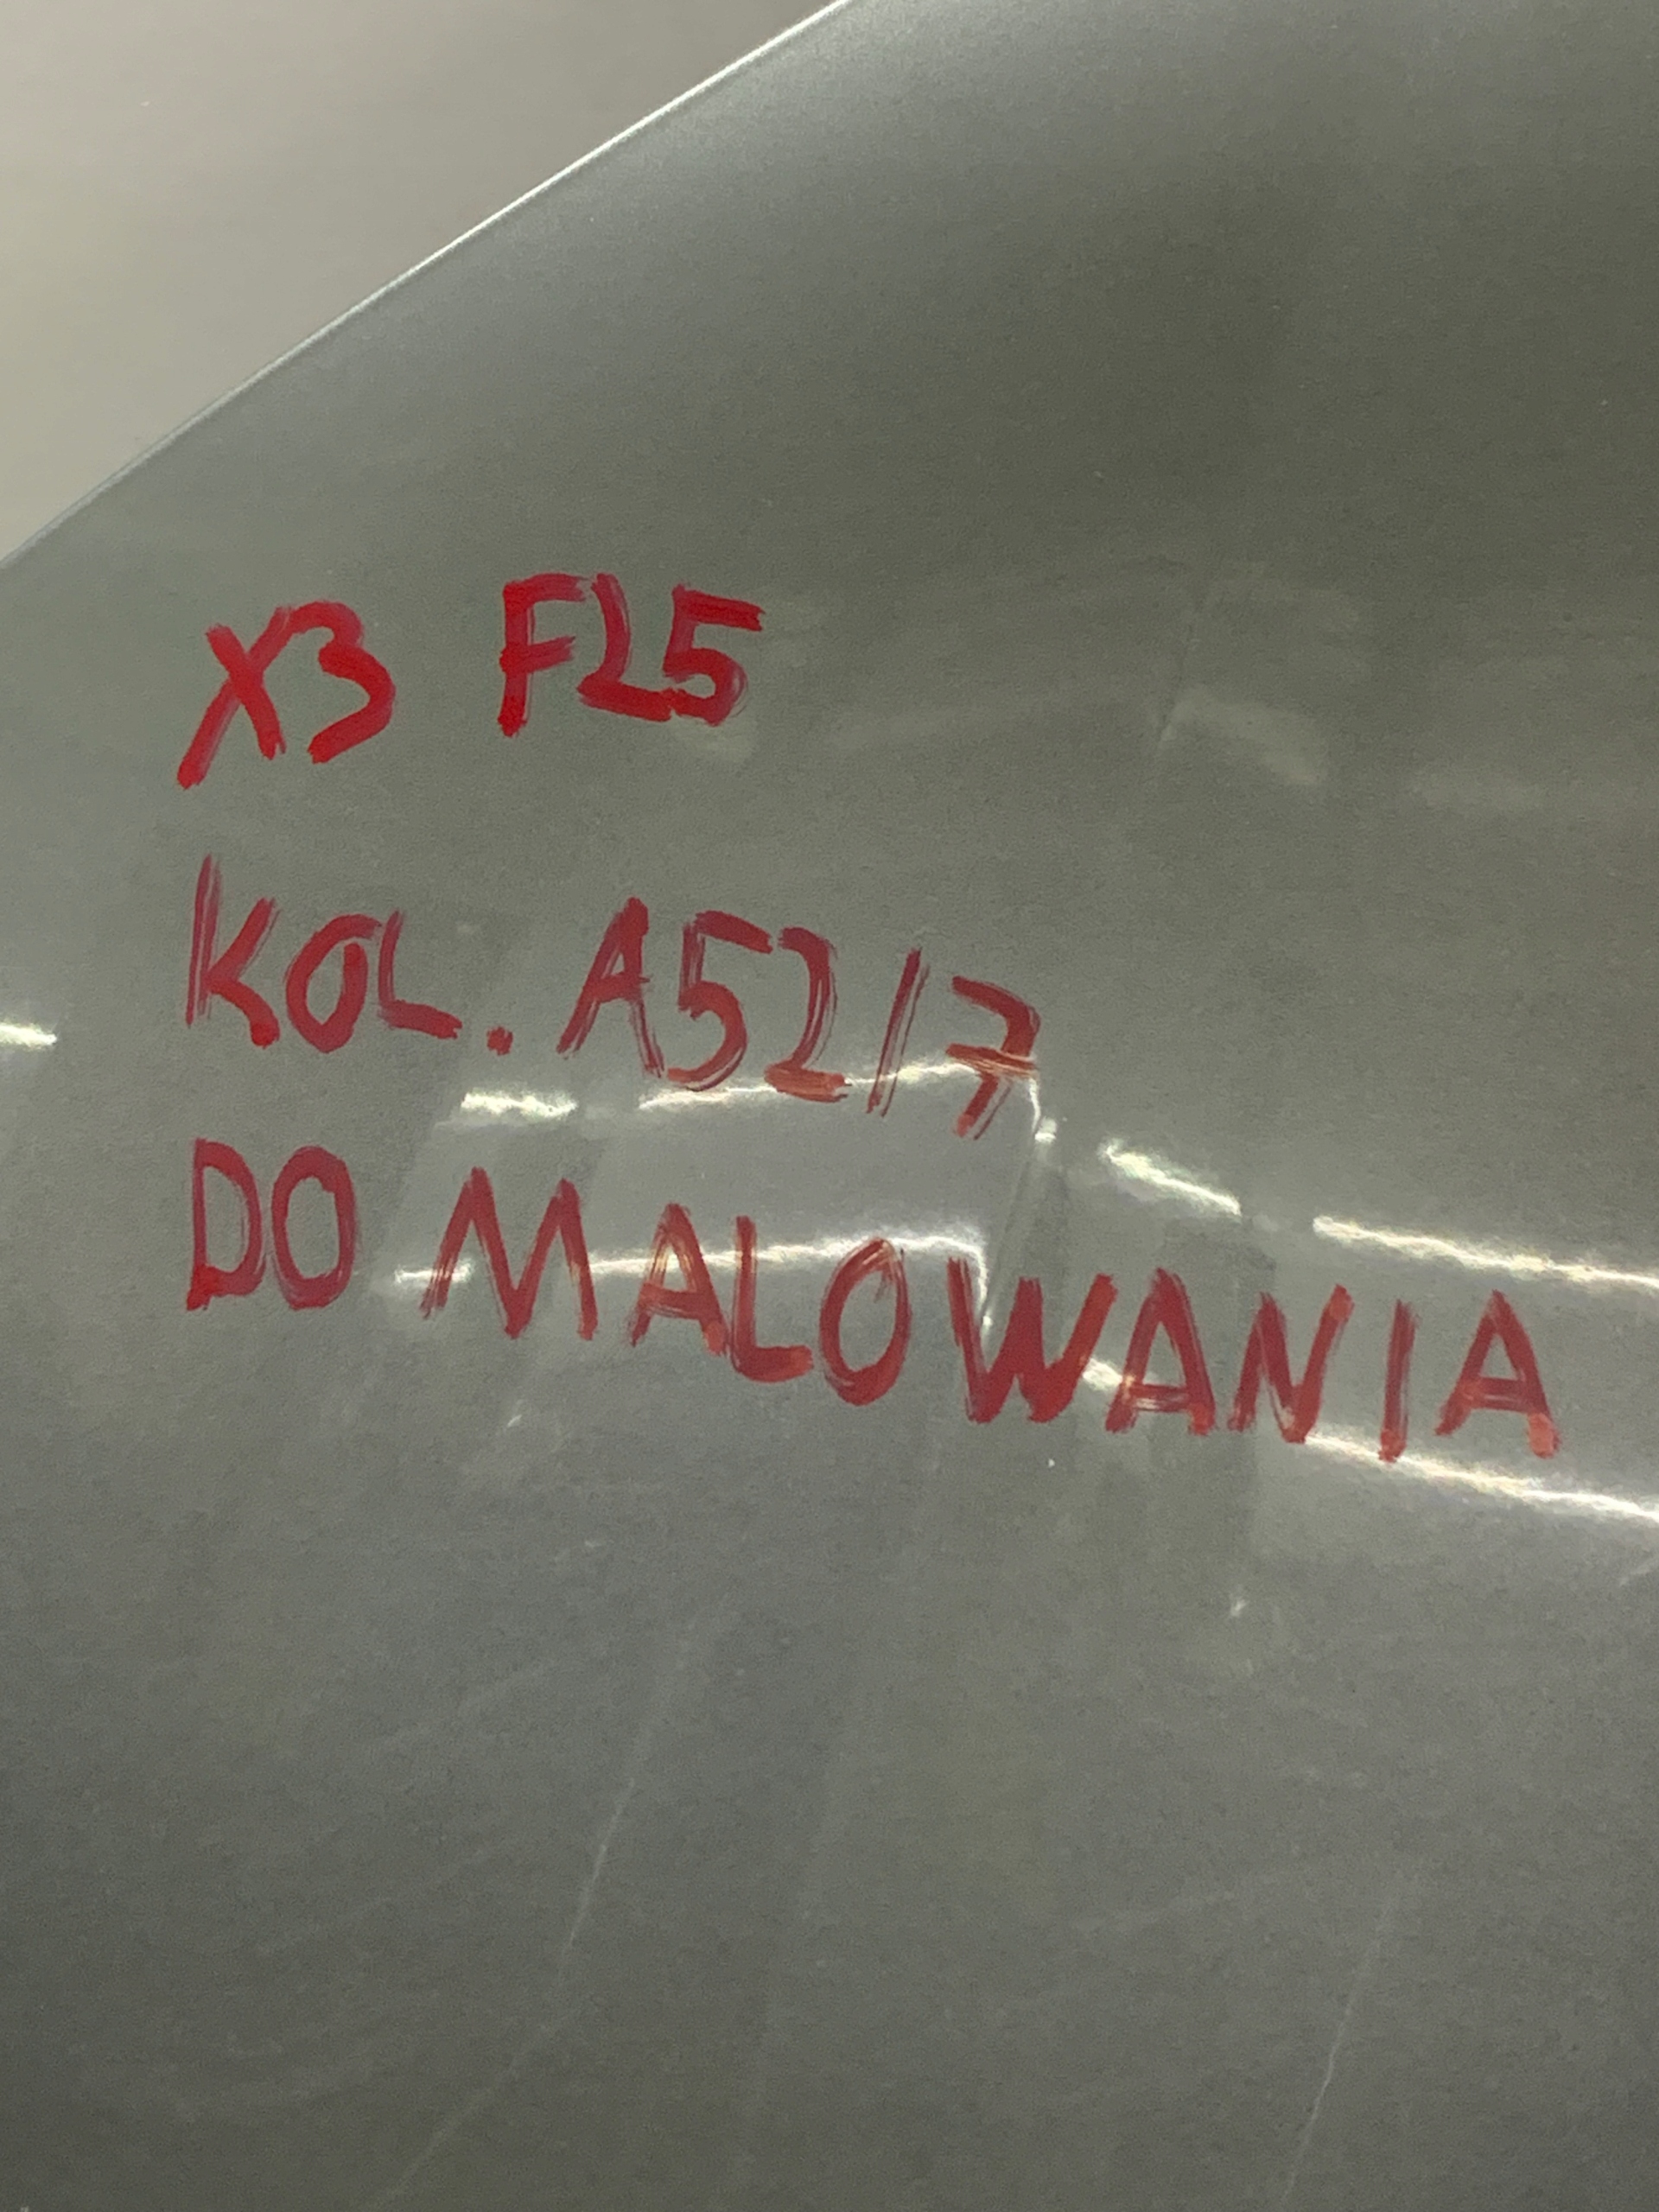 X3 F25
KOL. A52/7
DO MALOWANIA